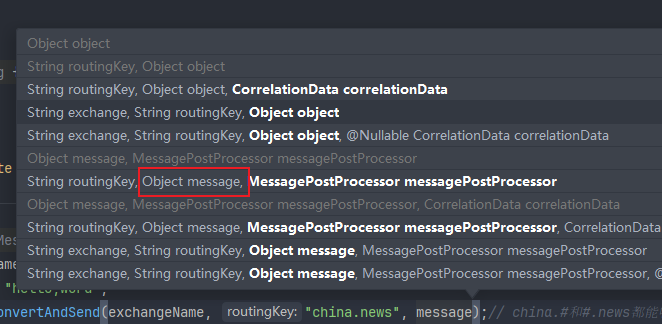 Object object
String routingKey, Object object
String routingKey, Object object, CorrelationData correlationData
String exchange, String routingKey, Object object
String exchange, String routingKey, Object object, @Nullable CorrelationData correlationData
Object message, MessagePostProcessor messagePostProcessor
String routingKey, Object message, MessagePostProcessor messagePostProcessor
Object message, MessagePostProcessor messagePostProcessor, CorrelationData correlationData
String routingKey, Object message, MessagePostProcessor messagePostProcessor, CorrelationData
String exchange, String routingKey, Object message, MessagePostProcessor messagePostProcessor
String exchange, String routingKey, Object message, MessagePostProcessor messagePostProcessor, @
onvertAndSend(exchangeName, routingKey: "china.news", message);// china.#和#.news都能